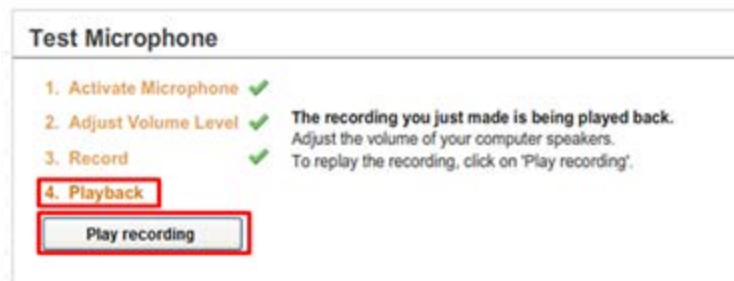 Test Microphone
1. Activate Microphone
2. Adjust Volume Level
3. Record
4. Playback
Play recording
The recording you just made is being played back.
Adjust the volume of your computer speakers.
To replay the recording, click on 'Play recording'.